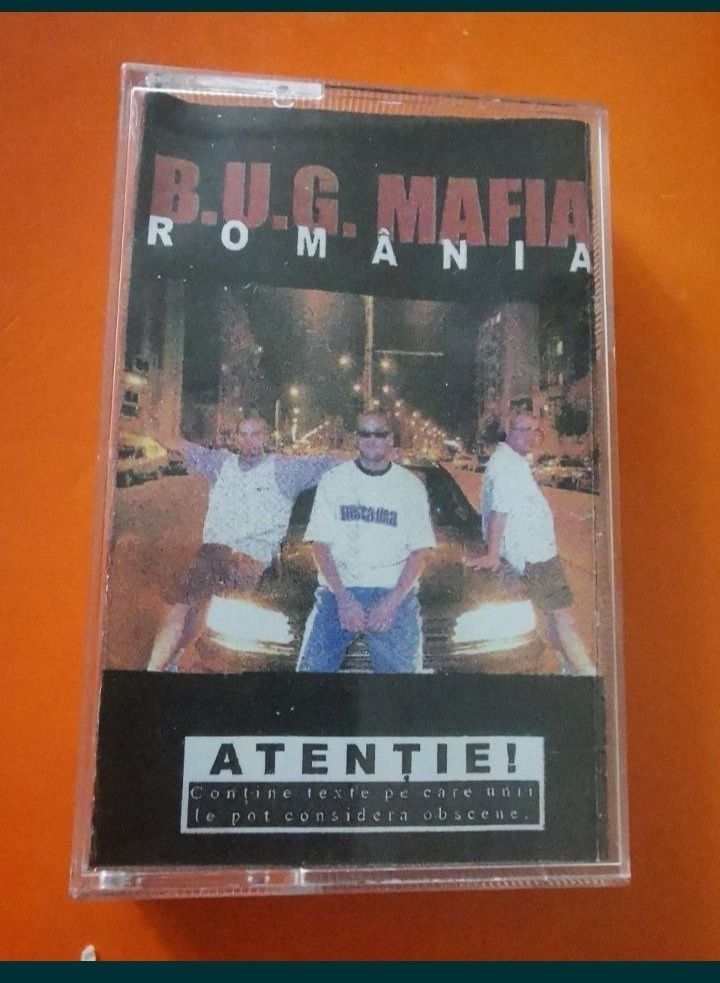 B.U.G. MAFIA
ROMÂNIA
ATENȚIE!
Conține texte pe care unii
le pot considera obscene.